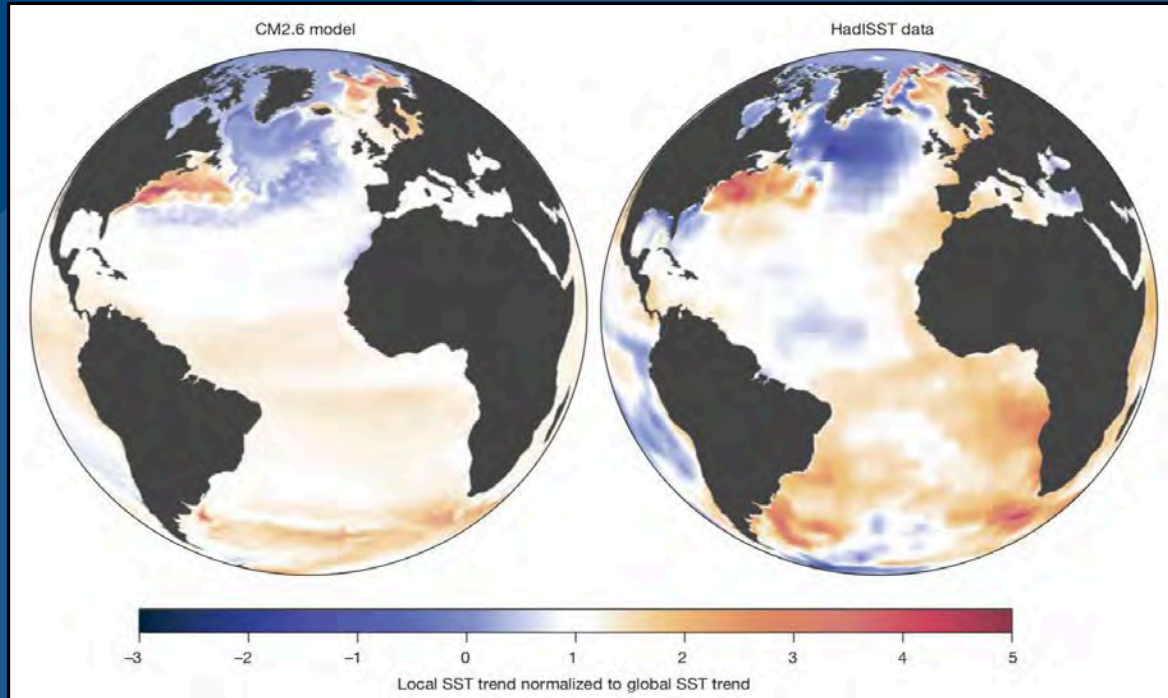 CM2.6 model
HadISST data
–3 –2 –1 0 1 2 3 4 5
Local SST trend normalized to global SST trend